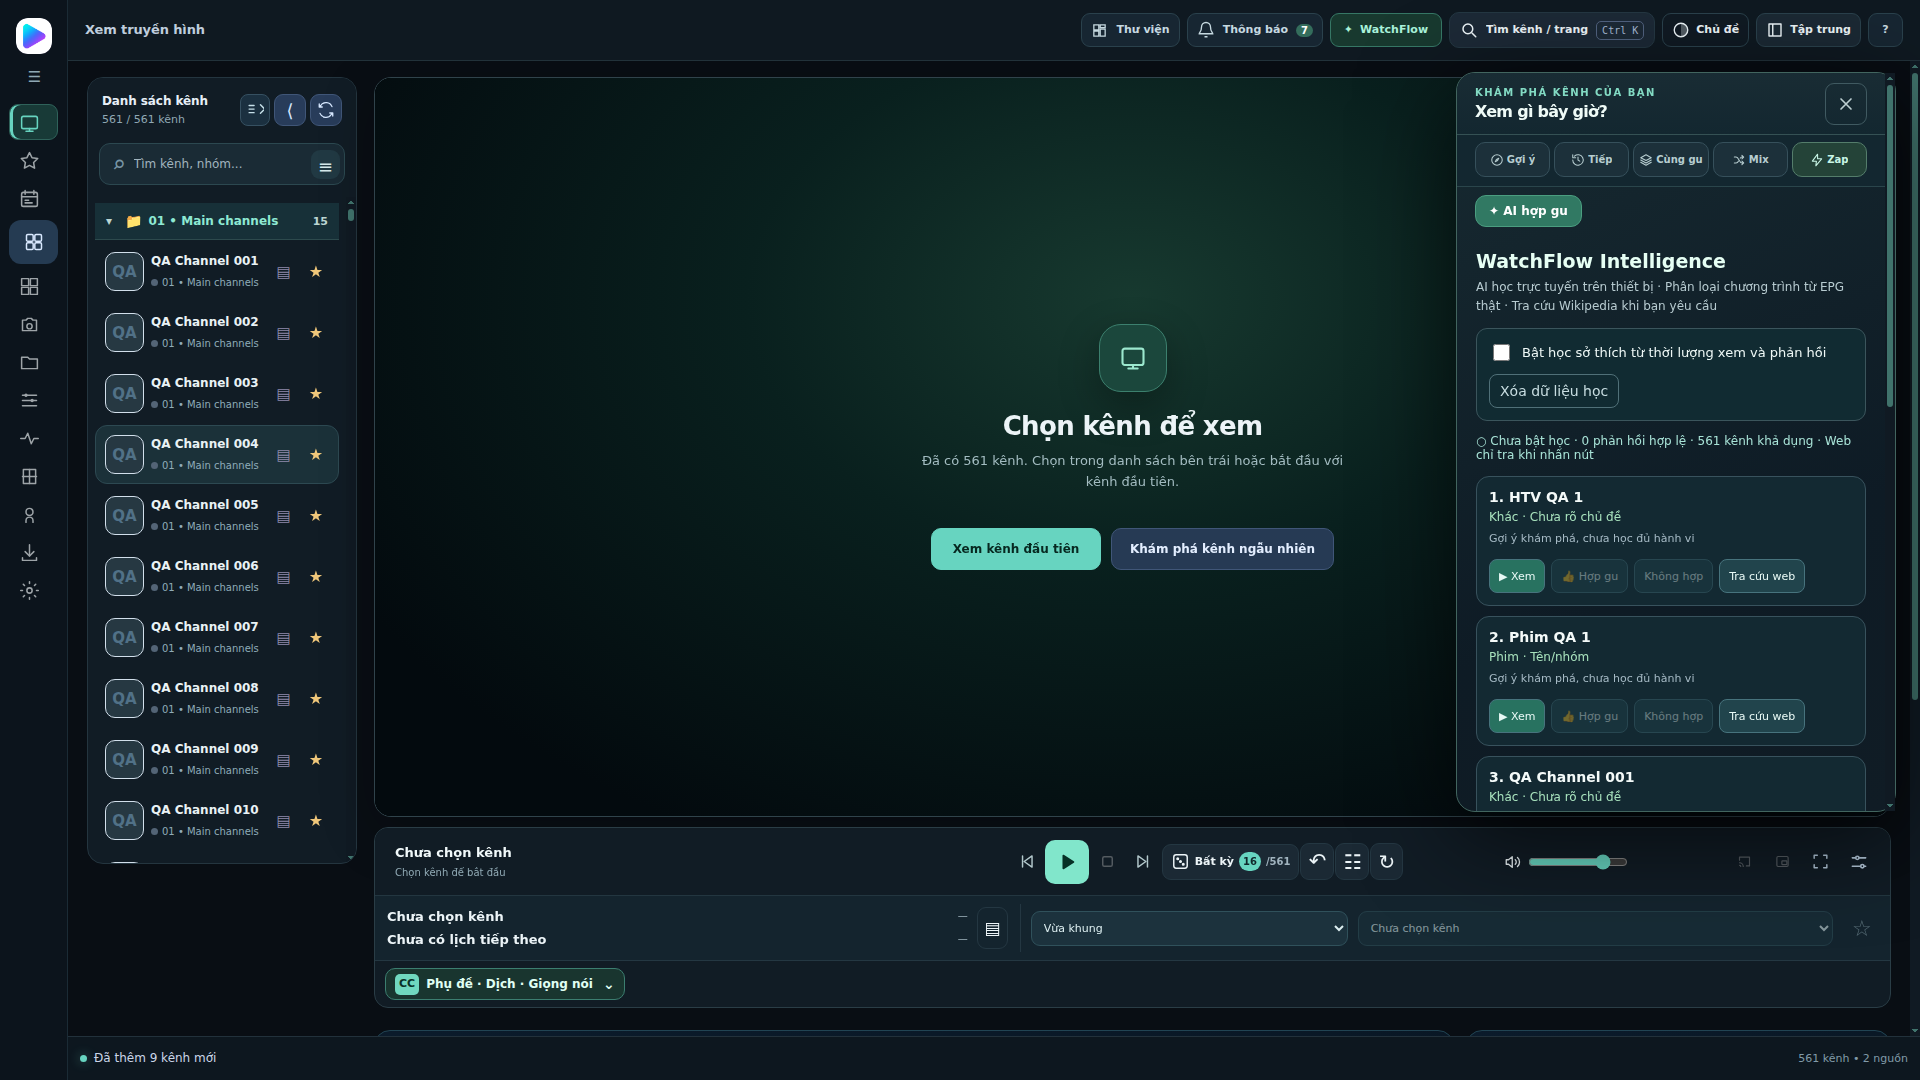 Xem truyền hình
Thư viện
Thông báo 7
✦ WatchFlow
Tìm kênh / trang Ctrl K
Chủ đề
Tập trung
?
Danh sách kênh
561 / 561 kênh
Tìm kênh, nhóm...
01 • Main channels 15
QA
QA Channel 001
01 • Main channels
QA
QA Channel 002
01 • Main channels
QA
QA Channel 003
01 • Main channels
QA
QA Channel 004
01 • Main channels
QA
QA Channel 005
01 • Main channels
QA
QA Channel 006
01 • Main channels
QA
QA Channel 007
01 • Main channels
QA
QA Channel 008
01 • Main channels
QA
QA Channel 009
01 • Main channels
QA
QA Channel 010
01 • Main channels
Chọn kênh để xem
Đã có 561 kênh. Chọn trong danh sách bên trái hoặc bắt đầu với
kênh đầu tiên.
Xem kênh đầu tiên
Khám phá kênh ngẫu nhiên
KHÁM PHÁ KÊNH CỦA BẠN
Xem gì bây giờ?
Gợi ý
Tiếp
Cùng gu
Mix
Zap
✦ AI hợp gu
WatchFlow Intelligence
AI học trực tuyến trên thiết bị · Phân loại chương trình từ EPG
thật · Tra cứu Wikipedia khi bạn yêu cầu
Bật học sở thích từ thời lượng xem và phản hồi
Xóa dữ liệu học
○ Chưa bật học · 0 phản hồi hợp lệ · 561 kênh khả dụng · Web
chỉ tra khi nhấn nút
1. HTV QA 1
Khác · Chưa rõ chủ đề
Gợi ý khám phá, chưa học đủ hành vi
▶ Xem
👍 Hợp gu
Không hợp
Tra cứu web
2. Phim QA 1
Phim · Tên/nhóm
Gợi ý khám phá, chưa học đủ hành vi
▶ Xem
👍 Hợp gu
Không hợp
Tra cứu web
3. QA Channel 001
Khác · Chưa rõ chủ đề
Chưa chọn kênh
Chọn kênh để bắt đầu
Bất kỳ 16 /561
Chưa chọn kênh —
Chưa có lịch tiếp theo —
Vừa khung
Chưa chọn kênh
CC Phụ đề · Dịch · Giọng nói
Đã thêm 9 kênh mới
561 kênh • 2 nguồn